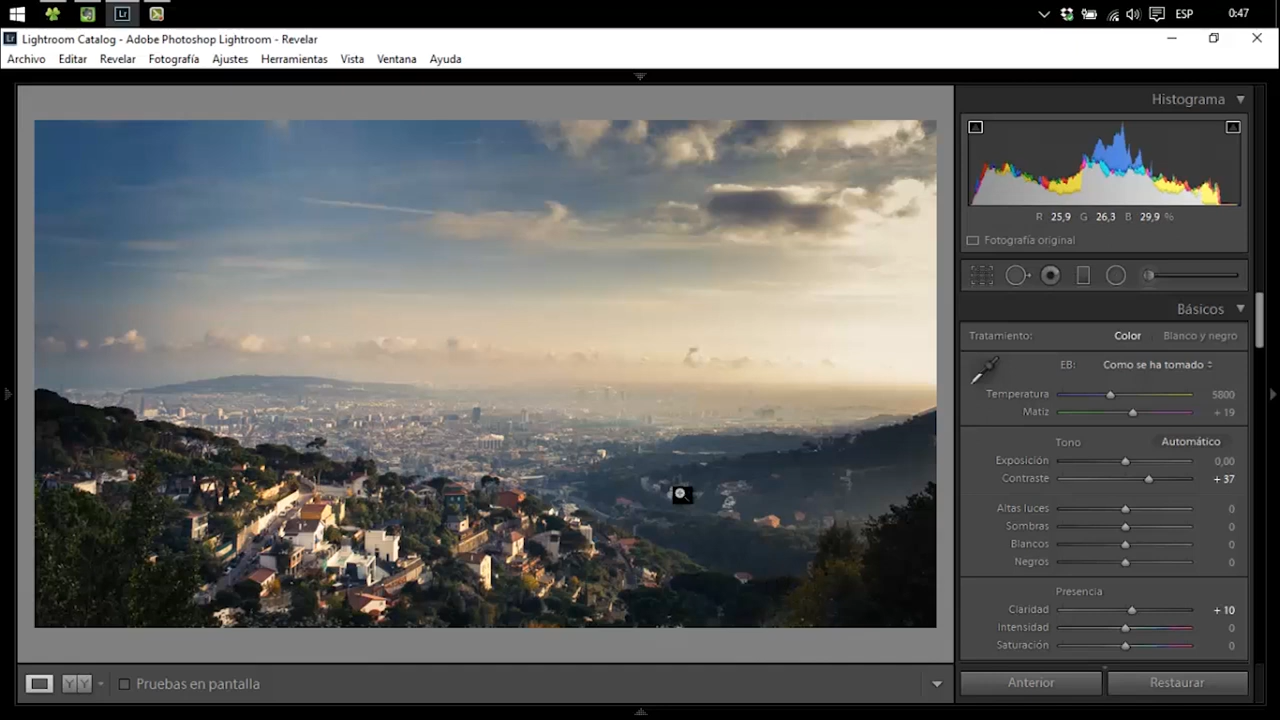 Lr
ESP
0:47
Lr
Lightroom Catalog - Adobe Photoshop Lightroom - Revelar
Archivo Editar Revelar Fotografía Ajustes Herramientas Vista Ventana Ayuda
Histograma
R 25,9 G 26,3 B 29,9 %
Fotografía original
Básicos
Tratamiento: Color Blanco y negro
EB: Como se ha tomado
Temperatura 5800
Matiz + 19
Tono Automático
Exposición 0,00
Contraste + 37
Altas luces 0
Sombras 0
Blancos 0
Negros 0
Presencia
Claridad + 10
Intensidad 0
Saturación 0
YY Pruebas en pantalla
Anterior Restaurar